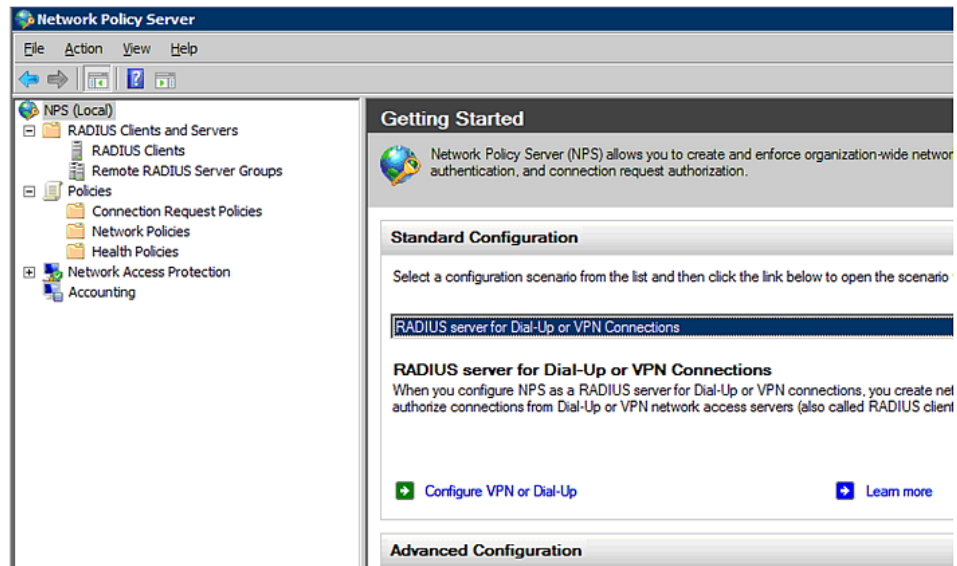 Network Policy Server
File Action View Help
NPS (Local)
RADIUS Clients and Servers
RADIUS Clients
Remote RADIUS Server Groups
Policies
Connection Request Policies
Network Policies
Health Policies
Network Access Protection
Accounting
Getting Started
Network Policy Server (NPS) allows you to create and enforce organization-wide networ
authentication, and connection request authorization.
Standard Configuration
Select a configuration scenario from the list and then click the link below to open the scenario
RADIUS server for Dial-Up or VPN Connections
RADIUS server for Dial-Up or VPN Connections
When you configure NPS as a RADIUS server for Dial-Up or VPN connections, you create net
authorize connections from Dial-Up or VPN network access servers (also called RADIUS client
Configure VPN or Dial-Up
Learn more
Advanced Configuration